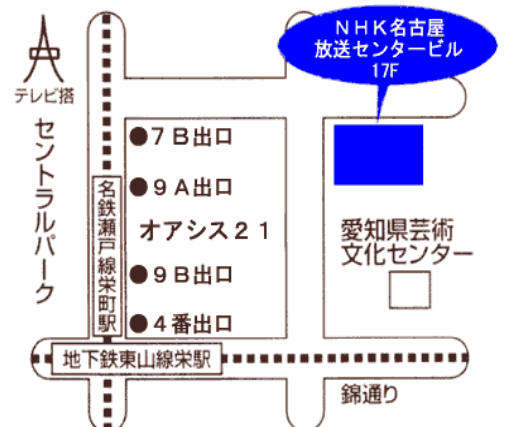 NHK名古屋
放送センタービル
17F
テレビ搭
セントラルパーク
●7B出口
●9A出口
名鉄瀬戸線栄町駅
オアシス21
愛知県芸術
文化センター
●9B出口
●4番出口
地下鉄東山線栄駅
錦通り